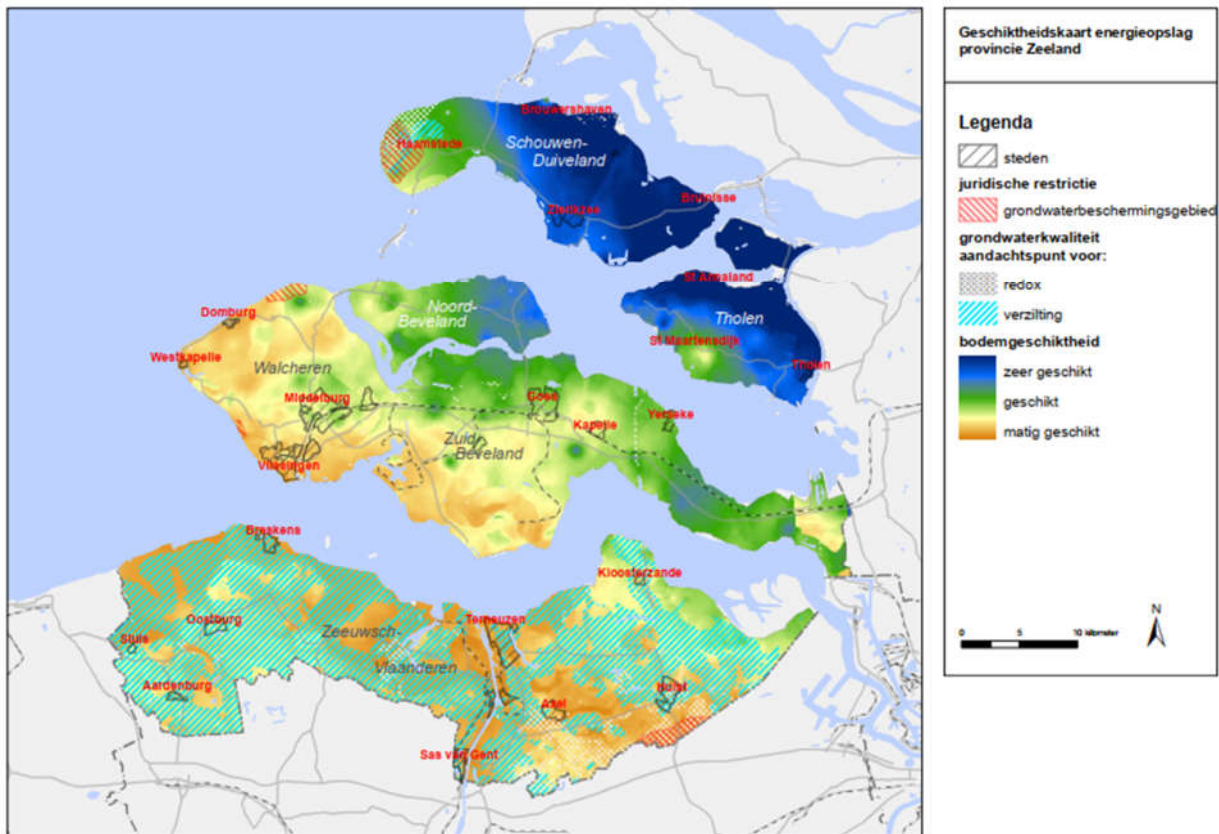 Geschiktheidskaart energieopslag
provincie Zeeland
Legenda
steden
juridische restrictie
grondwaterbeschermingsgebied
grondwaterkwaliteit
aandachtspunt voor:
redox
verzilting
bodemgeschiktheid
zeer geschikt
geschikt
matig geschikt
0 5 10 kilometer
N
Brouwershaven
Haamstede
Schouwen-
Duiveland
Zierikzee
Bruinisse
St Annaland
Noord-
Beveland
Tholen
Domburg
St Maartensdijk
Westkapelle
Tholen
Walcheren
Middelburg
Goes
Kapelle
Yerseke
Zuid
Beveland
Vlissingen
Breskens
Kloosterzande
Oostburg
Terneuzen
Sluis
Zeeuwsch-
Vlaanderen
Aardenburg
Axel
Hulst
Sas van Gent